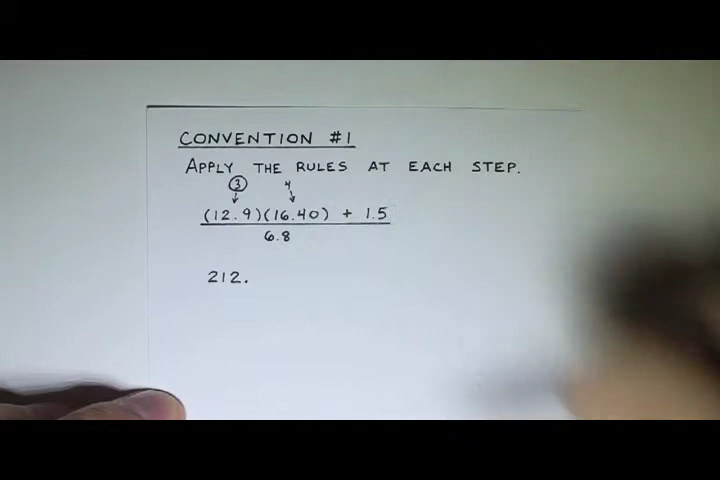 CONVENTION #1
APPLY THE RULES AT EACH STEP.
3 4
(12.9)(16.40) + 1.5
6.8
212.